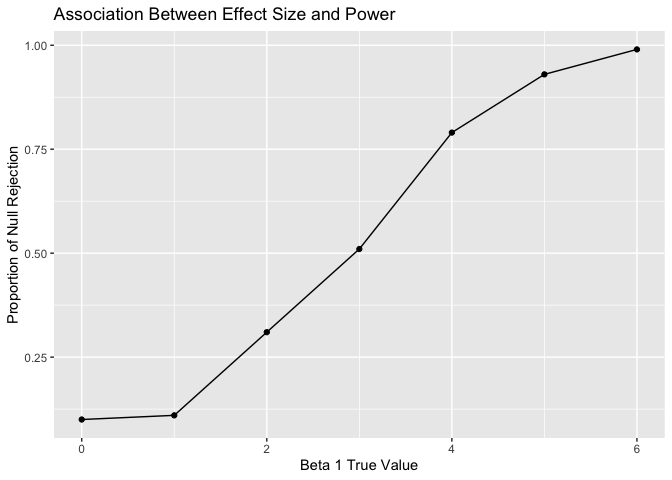 Association Between Effect Size and Power
Proportion of Null Rejection
1.00
0.75
0.50
0.25
0
2
4
6
Beta 1 True Value